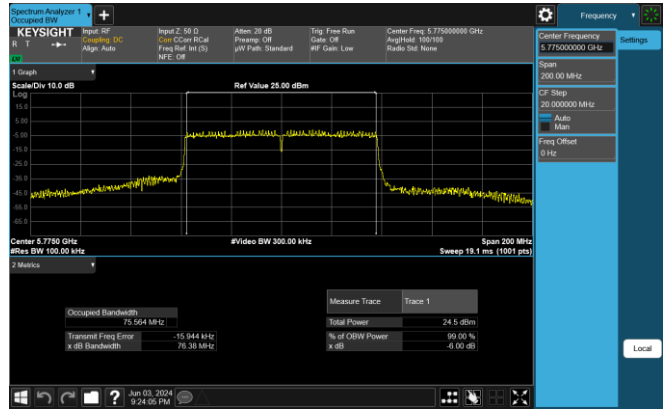 Spectrum Analyzer 1
Occupied BW
Frequency
KEYSIGHT
R T
Input: RF
Coupling: DC
Align: Auto
Input Z: 50 Ω
Corr CCorr RCal
Freq Ref: Int (S)
NFE: Off
Atten: 20 dB
Preamp: Off
µW Path: Standard
Trig: Free Run
Gate: Off
#IF Gain: Low
Center Freq: 5.775000000 GHz
Avg|Hold: 100/100
Radio Std: None
Center Frequency
5.775000000 GHz
Settings
Span
200.00 MHz
CF Step
20.000000 MHz
Auto
Man
Freq Offset
0 Hz
1 Graph
Scale/Div 10.0 dB
Ref Value 25.00 dBm
Log
15.0
5.00
-5.00
-15.0
-25.0
-35.0
-45.0
-55.0
-65.0
Center 5.7750 GHz
#Video BW 300.00 kHz
Span 200 MHz
#Res BW 100.00 kHz
Sweep 19.1 ms (1001 pts)
2 Metrics
Measure Trace
Trace 1
Occupied Bandwidth
75.564 MHz
Total Power
24.5 dBm
Transmit Freq Error
-15.944 kHz
% of OBW Power
99.00 %
x dB Bandwidth
76.38 MHz
x dB
-6.00 dB
Local
?
Jun 03, 2024
9:24:05 PM